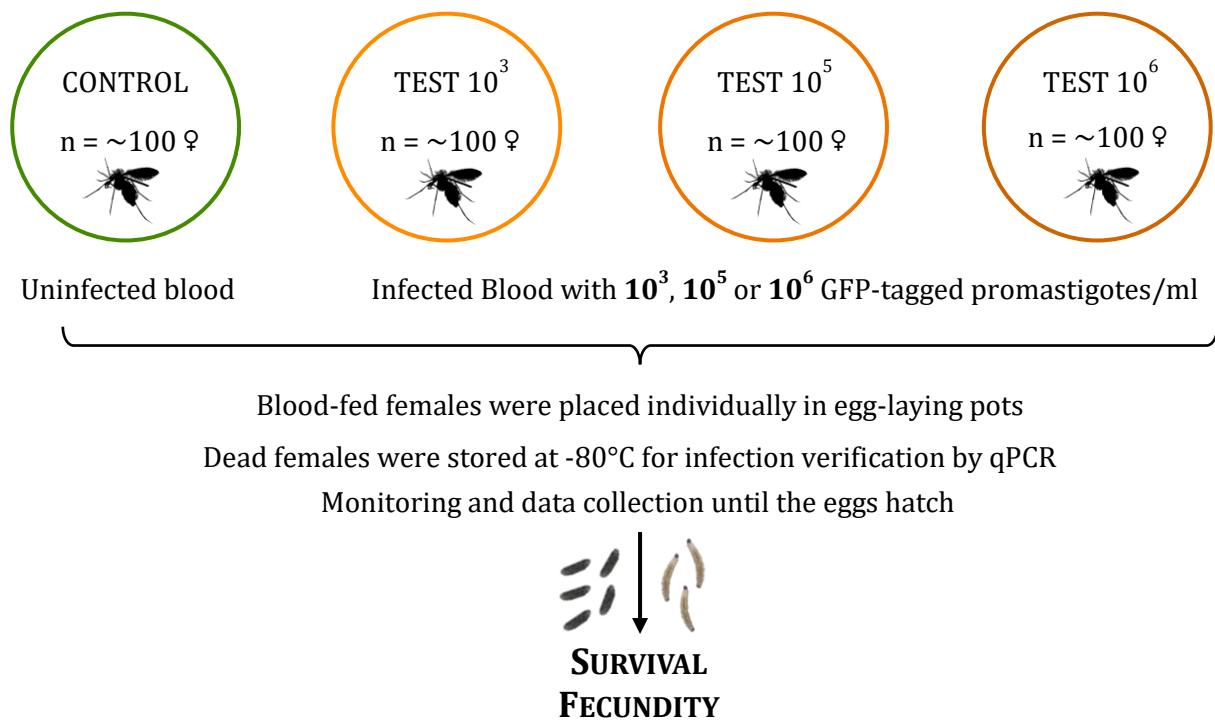 CONTROL
n = ~100 ♀
TEST 10³
n = ~100 ♀
TEST 10⁵
n = ~100 ♀
TEST 10⁶
n = ~100 ♀
Uninfected blood
Infected Blood with 10³, 10⁵ or 10⁶ GFP-tagged promastigotes/ml
Blood-fed females were placed individually in egg-laying pots
Dead females were stored at -80°C for infection verification by qPCR
Monitoring and data collection until the eggs hatch
SURVIVAL
FECUNDITY